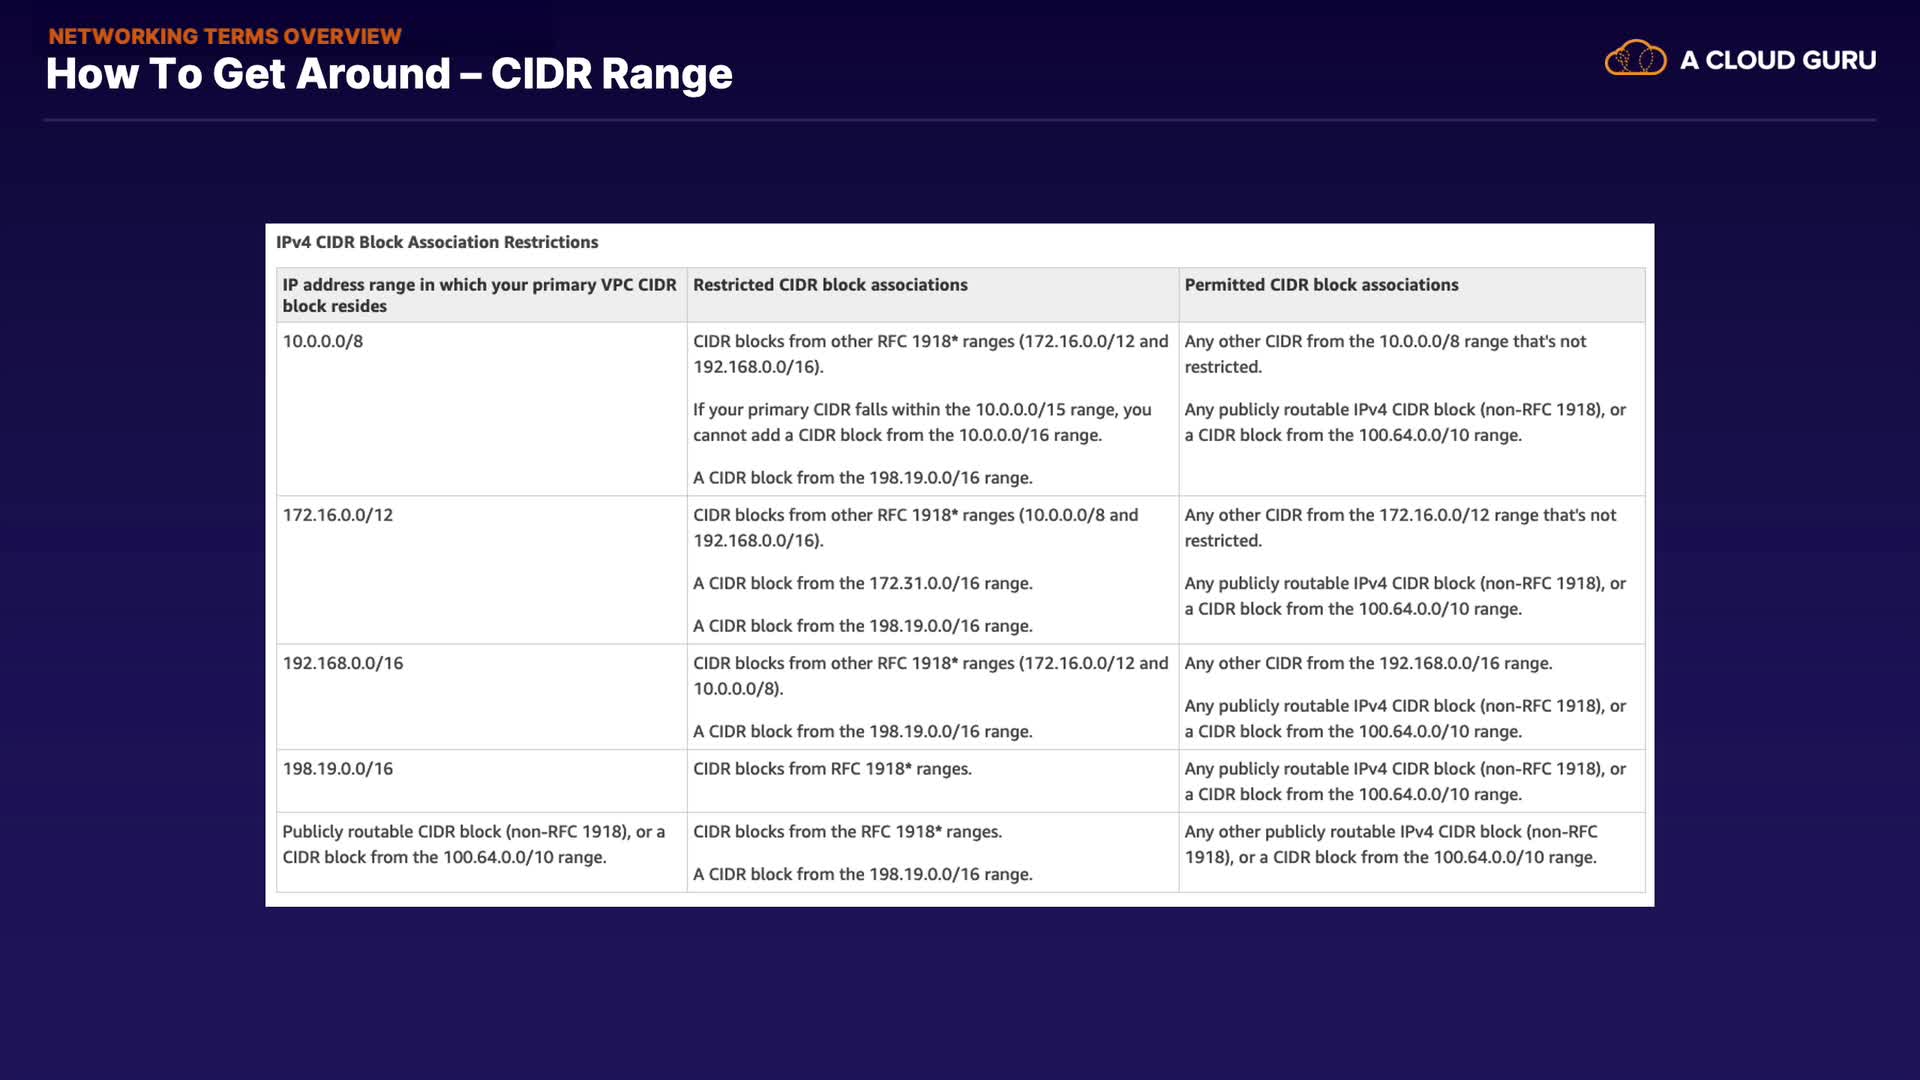 NETWORKING TERMS OVERVIEW
How To Get Around – CIDR Range
A CLOUD GURU
IPv4 CIDR Block Association Restrictions
IP address range in which your primary VPC CIDR
block resides
Restricted CIDR block associations
Permitted CIDR block associations
10.0.0.0/8
CIDR blocks from other RFC 1918* ranges (172.16.0.0/12 and
192.168.0.0/16).
If your primary CIDR falls within the 10.0.0.0/15 range, you
cannot add a CIDR block from the 10.0.0.0/16 range.
A CIDR block from the 198.19.0.0/16 range.
Any other CIDR from the 10.0.0.0/8 range that's not
restricted.
Any publicly routable IPv4 CIDR block (non-RFC 1918), or
a CIDR block from the 100.64.0.0/10 range.
172.16.0.0/12
CIDR blocks from other RFC 1918* ranges (10.0.0.0/8 and
192.168.0.0/16).
A CIDR block from the 172.31.0.0/16 range.
A CIDR block from the 198.19.0.0/16 range.
Any other CIDR from the 172.16.0.0/12 range that's not
restricted.
Any publicly routable IPv4 CIDR block (non-RFC 1918), or
a CIDR block from the 100.64.0.0/10 range.
192.168.0.0/16
CIDR blocks from other RFC 1918* ranges (172.16.0.0/12 and
10.0.0.0/8).
A CIDR block from the 198.19.0.0/16 range.
Any other CIDR from the 192.168.0.0/16 range.
Any publicly routable IPv4 CIDR block (non-RFC 1918), or
a CIDR block from the 100.64.0.0/10 range.
198.19.0.0/16
CIDR blocks from RFC 1918* ranges.
Any publicly routable IPv4 CIDR block (non-RFC 1918), or
a CIDR block from the 100.64.0.0/10 range.
Publicly routable CIDR block (non-RFC 1918), or a
CIDR block from the 100.64.0.0/10 range.
CIDR blocks from the RFC 1918* ranges.
A CIDR block from the 198.19.0.0/16 range.
Any other publicly routable IPv4 CIDR block (non-RFC
1918), or a CIDR block from the 100.64.0.0/10 range.